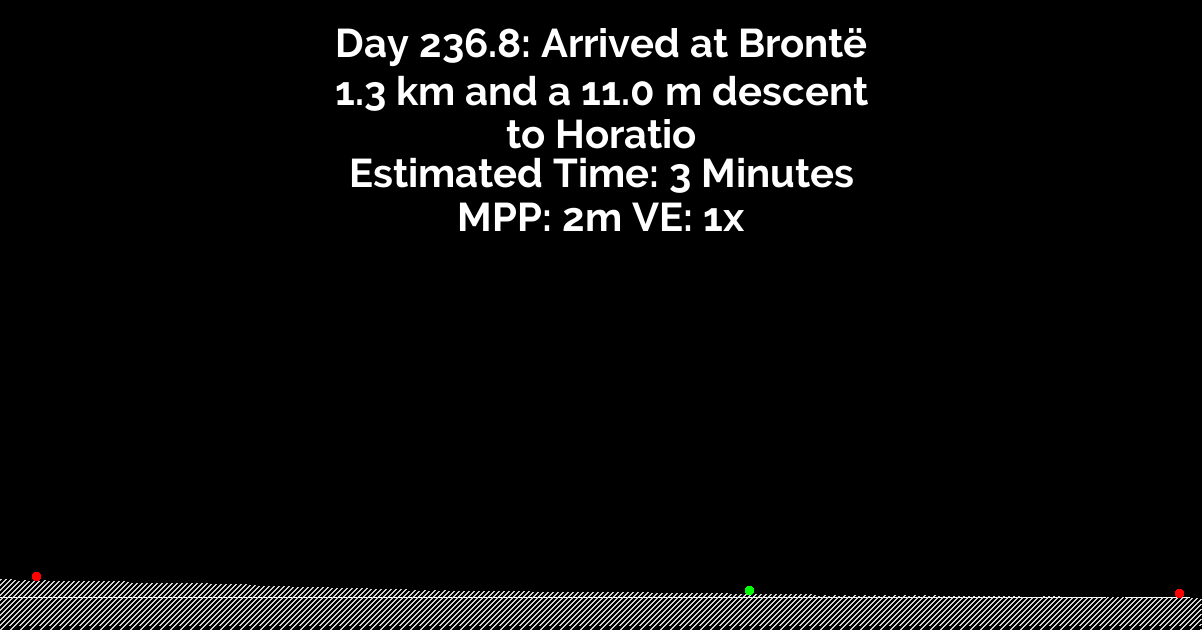 Day 236.8: Arrived at Brontë
1.3 km and a 11.0 m descent
to Horatio
Estimated Time: 3 Minutes
MPP: 2m VE: 1x